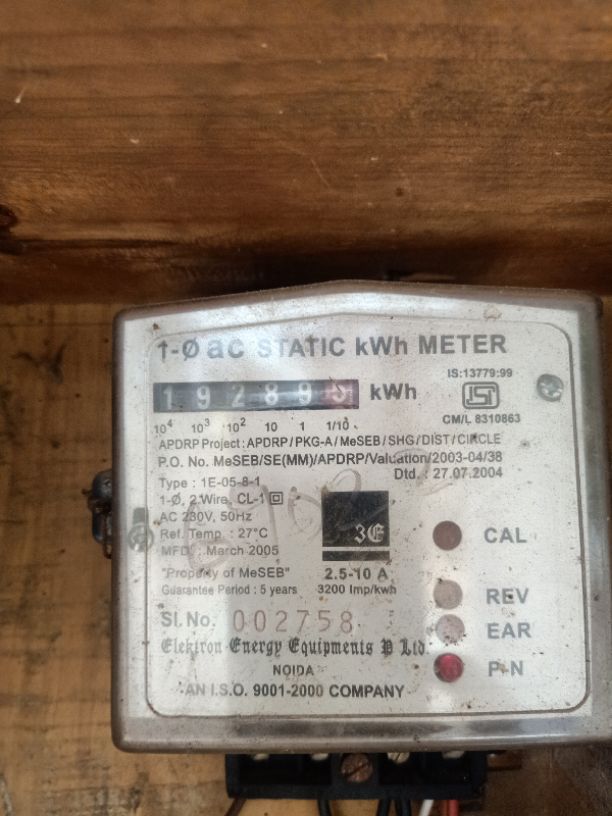 1-Ø ac STATIC kWh METER
IS:13779:99
1 9 2 8 9 kWh
CM/L 8310863
10⁴ 10³ 10² 10 1 1/10
APDRP Project: APDRP/PKG-A/MeSEB/SHG/DIST/CIRCLE
P.O. No. MeSEB/SE(MM)/APDRP/Valuation/2003-04/38
Dtd. : 27.07.2004
Type : 1E-05-8-1
1-Ø, 2 Wire, CL-1
AC 230V, 50Hz
Ref. Temp. : 27°C
MFD. : March 2005
3E
CAL
"Property of MeSEB" 2.5-10 A
Guarantee Period : 5 years 3200 Imp/kwh
REV
Sl. No. 002758
EAR
Elektron Energy Equipments P Ltd.
P-N
NOIDA
AN I.S.O. 9001-2000 COMPANY